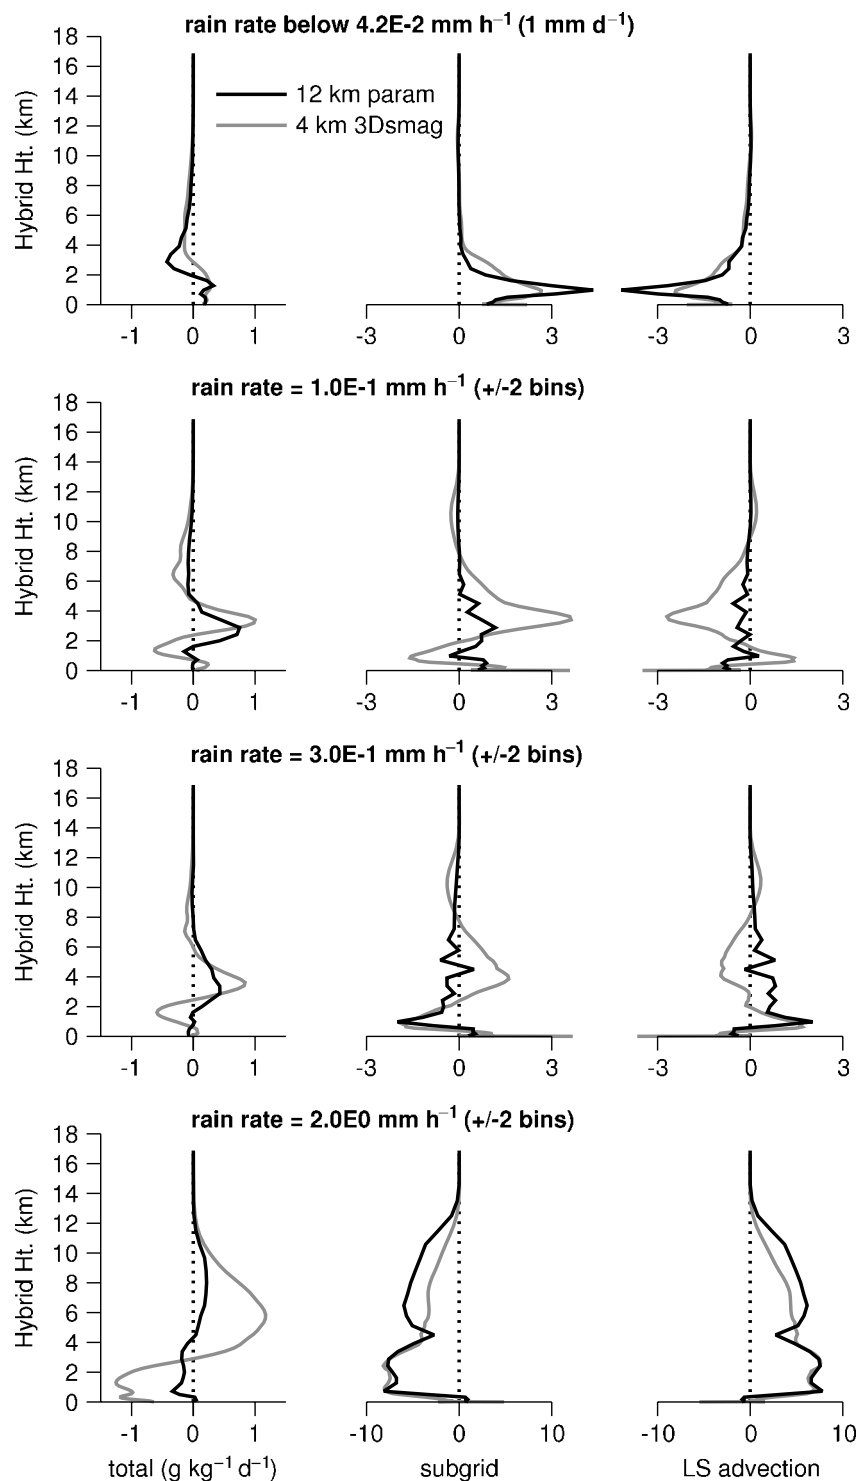 rain rate below 4.2E-2 mm h⁻¹ (1 mm d⁻¹)
Hybrid Ht. (km)
18
16
14
12
10
8
6
4
2
0
12 km param
4 km 3Dsmag
-1 0 1 -3 0 3 -3 0 3
rain rate = 1.0E-1 mm h⁻¹ (+/-2 bins)
Hybrid Ht. (km)
18
16
14
12
10
8
6
4
2
0
-1 0 1 -3 0 3 -3 0 3
rain rate = 3.0E-1 mm h⁻¹ (+/-2 bins)
Hybrid Ht. (km)
18
16
14
12
10
8
6
4
2
0
-1 0 1 -3 0 3 -3 0 3
rain rate = 2.0E0 mm h⁻¹ (+/-2 bins)
Hybrid Ht. (km)
18
16
14
12
10
8
6
4
2
0
-1 0 1 -10 0 10 -10 0 10
total (g kg⁻¹ d⁻¹) subgrid LS advection